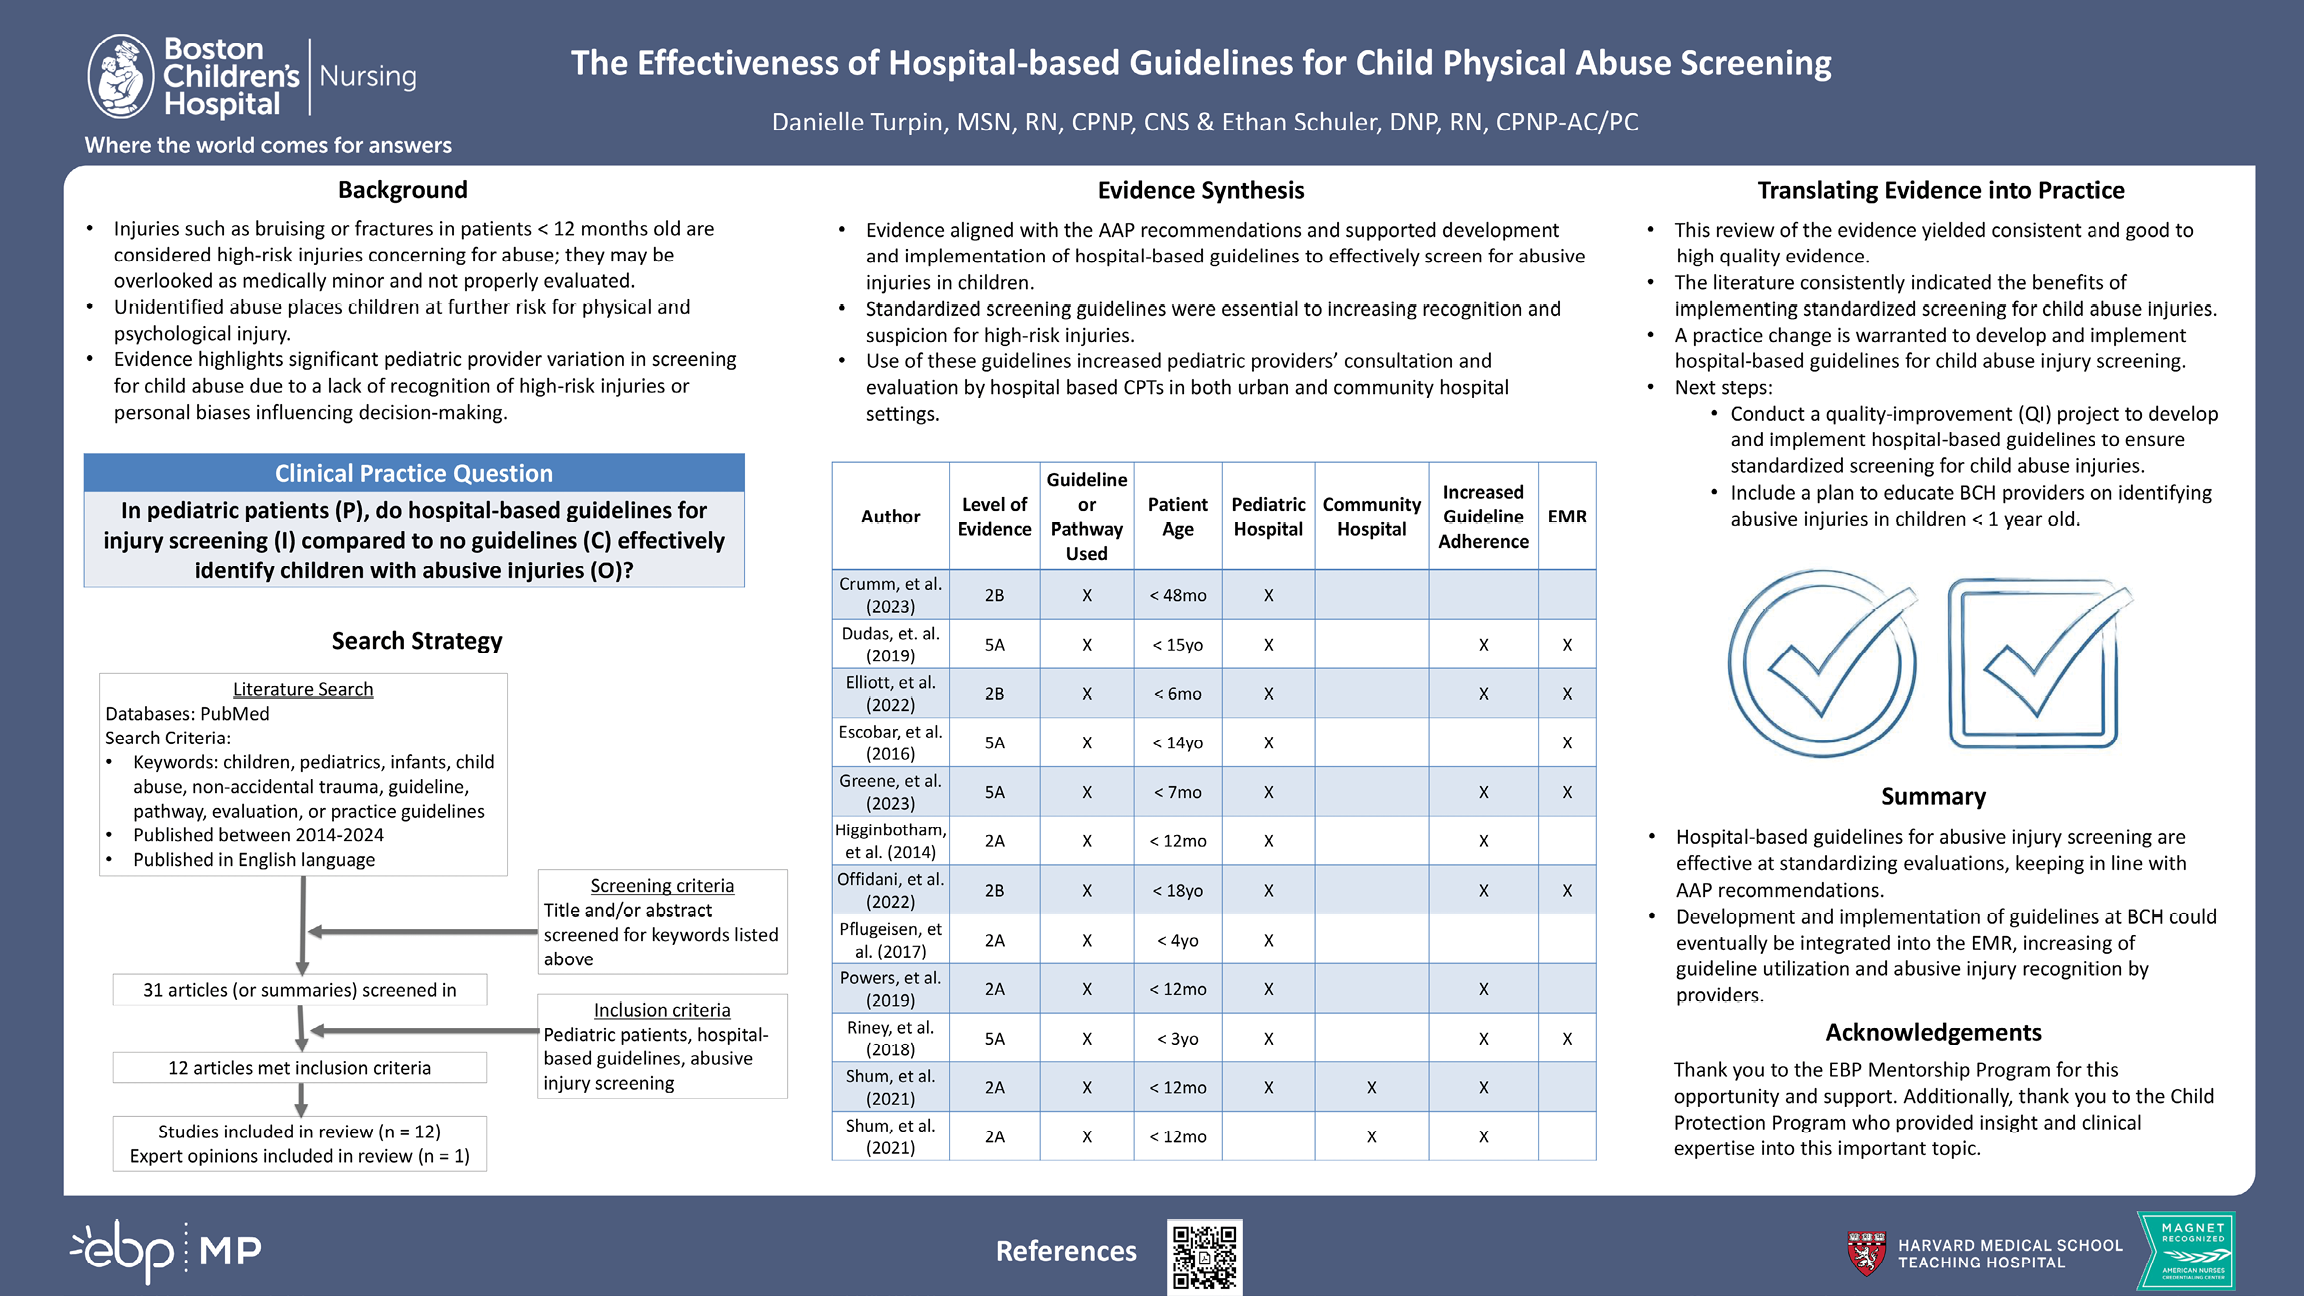 Boston
Children's
Hospital
Nursing
Where the world comes for answers
The Effectiveness of Hospital-based Guidelines for Child Physical Abuse Screening
Danielle Turpin, MSN, RN, CPNP, CNS & Ethan Schuler, DNP, RN, CPNP-AC/PC
Background
• Injuries such as bruising or fractures in patients < 12 months old are
considered high-risk injuries concerning for abuse; they may be
overlooked as medically minor and not properly evaluated.
• Unidentified abuse places children at further risk for physical and
psychological injury.
• Evidence highlights significant pediatric provider variation in screening
for child abuse due to a lack of recognition of high-risk injuries or
personal biases influencing decision-making.
Clinical Practice Question
In pediatric patients (P), do hospital-based guidelines for
injury screening (I) compared to no guidelines (C) effectively
identify children with abusive injuries (O)?
Search Strategy
Literature Search
Databases: PubMed
Search Criteria:
• Keywords: children, pediatrics, infants, child
abuse, non-accidental trauma, guideline,
pathway, evaluation, or practice guidelines
• Published between 2014-2024
• Published in English language
Screening criteria
Title and/or abstract
screened for keywords listed
above
31 articles (or summaries) screened in
Inclusion criteria
Pediatric patients, hospital-
based guidelines, abusive
injury screening
12 articles met inclusion criteria
Studies included in review (n = 12)
Expert opinions included in review (n = 1)
Evidence Synthesis
• Evidence aligned with the AAP recommendations and supported development
and implementation of hospital-based guidelines to effectively screen for abusive
injuries in children.
• Standardized screening guidelines were essential to increasing recognition and
suspicion for high-risk injuries.
• Use of these guidelines increased pediatric providers' consultation and
evaluation by hospital based CPTs in both urban and community hospital
settings.
Author | Level of Evidence | Guideline or Pathway Used | Patient Age | Pediatric Hospital | Community Hospital | Increased Guideline Adherence | EMR
Crumm, et al. (2023) | 2B | X | < 48mo | X | | |
Dudas, et. al. (2019) | 5A | X | < 15yo | X | | X | X
Elliott, et al. (2022) | 2B | X | < 6mo | X | | X | X
Escobar, et al. (2016) | 5A | X | < 14yo | X | | | X
Greene, et al. (2023) | 5A | X | < 7mo | X | | X | X
Higginbotham, et al. (2014) | 2A | X | < 12mo | X | | X |
Offidani, et al. (2022) | 2B | X | < 18yo | X | | X | X
Pflugeisen, et al. (2017) | 2A | X | < 4yo | X | | |
Powers, et al. (2019) | 2A | X | < 12mo | X | | X |
Riney, et al. (2018) | 5A | X | < 3yo | X | | X | X
Shum, et al. (2021) | 2A | X | < 12mo | X | X | X |
Shum, et al. (2021) | 2A | X | < 12mo | | X | X |
Translating Evidence into Practice
• This review of the evidence yielded consistent and good to
high quality evidence.
• The literature consistently indicated the benefits of
implementing standardized screening for child abuse injuries.
• A practice change is warranted to develop and implement
hospital-based guidelines for child abuse injury screening.
• Next steps:
• Conduct a quality-improvement (QI) project to develop
and implement hospital-based guidelines to ensure
standardized screening for child abuse injuries.
• Include a plan to educate BCH providers on identifying
abusive injuries in children < 1 year old.
Summary
• Hospital-based guidelines for abusive injury screening are
effective at standardizing evaluations, keeping in line with
AAP recommendations.
• Development and implementation of guidelines at BCH could
eventually be integrated into the EMR, increasing of
guideline utilization and abusive injury recognition by
providers.
Acknowledgements
Thank you to the EBP Mentorship Program for this
opportunity and support. Additionally, thank you to the Child
Protection Program who provided insight and clinical
expertise into this important topic.
ebp MP
References
HARVARD MEDICAL SCHOOL
TEACHING HOSPITAL
MAGNET
RECOGNIZED
AMERICAN NURSES
CREDENTIALING CENTER